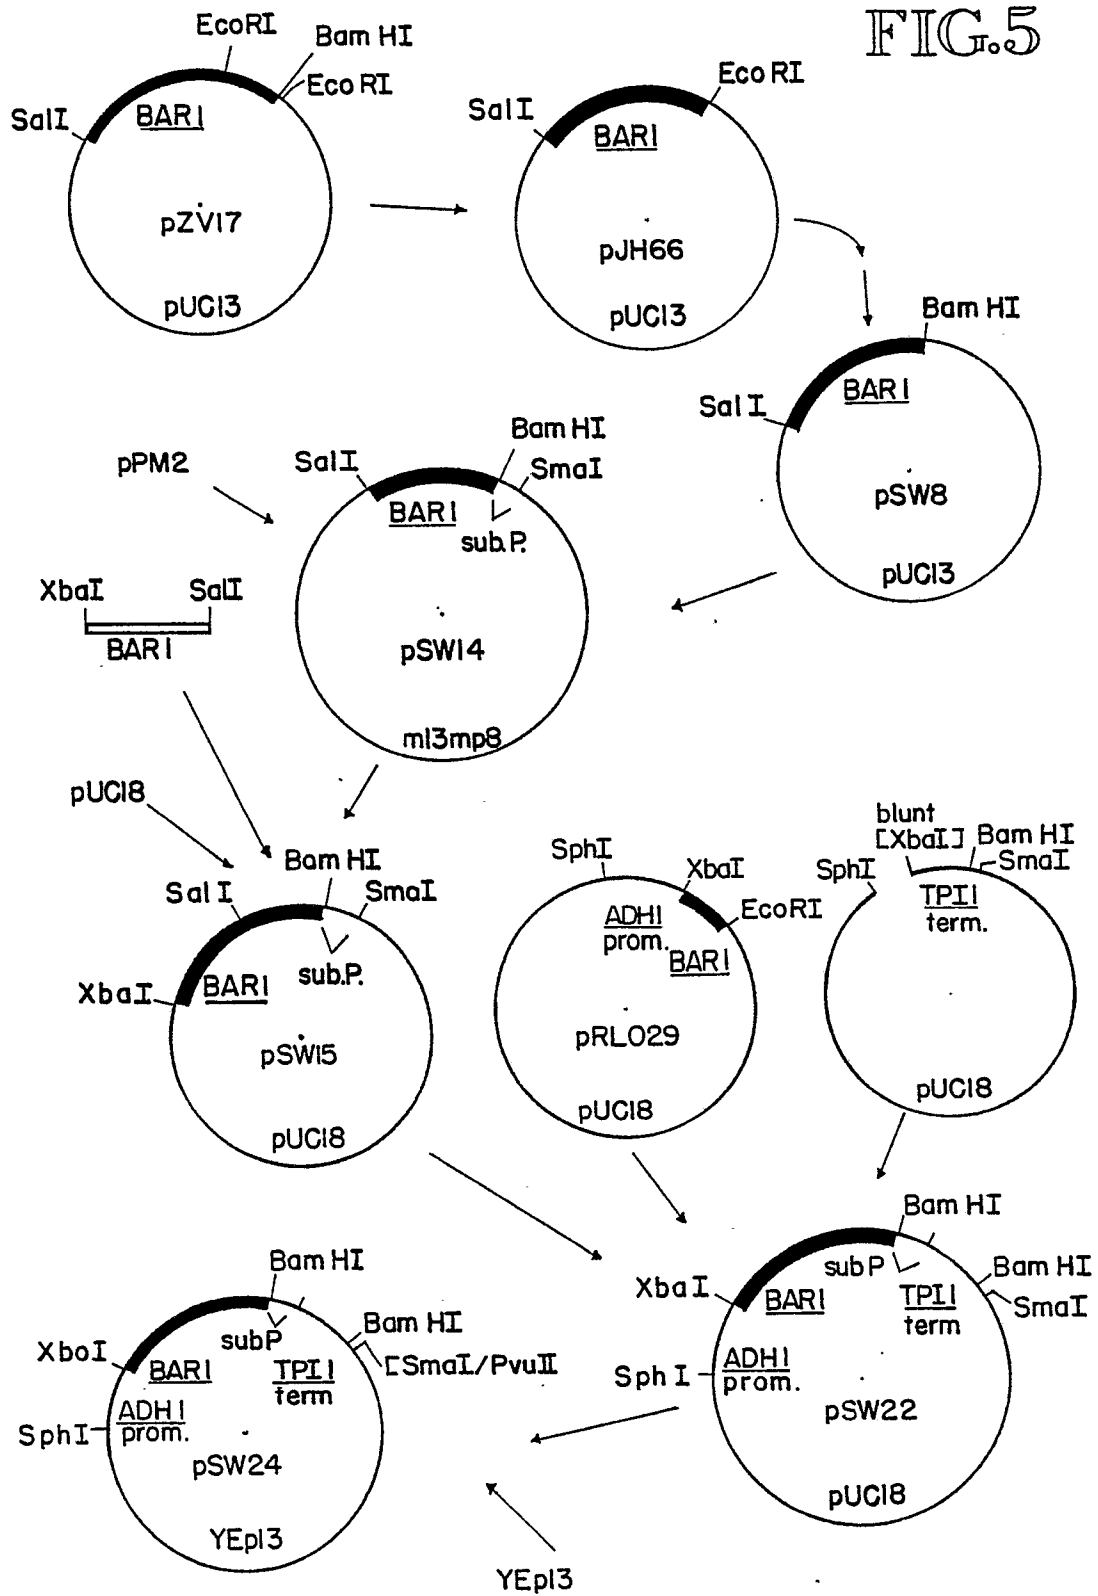 FIG.5
EcoRI
Bam HI
EcoRI
SalI
BAR1
pZV17
pUC13
EcoRI
SalI
BAR1
pJH66
pUC13
Bam HI
SalI
BAR1
pSW8
pUC13
pPM2
SalI
Bam HI
SmaI
BAR1
sub.P.
pSW14
m13mp8
XbaI
SalI
BAR1
pUC18
Bam HI
SalI
SmaI
XbaI
BAR1
sub.P.
pSW15
pUC18
SphI
XbaI
EcoRI
ADH1
prom.
BAR1
pRL029
pUC18
blunt
[XbaI]
Bam HI
SmaI
SphI
TPI1
term.
pUC18
Bam HI
XbaI
subP
Bam HI
SmaI
BAR1
TPI1
term
SphI
ADH1
prom.
pSW22
pUC18
Bam HI
XboI
subP
Bam HI
[SmaI/PvuII
BAR1
TPI1
term
SphI
ADH1
prom.
pSW24
YEp13
YEp13